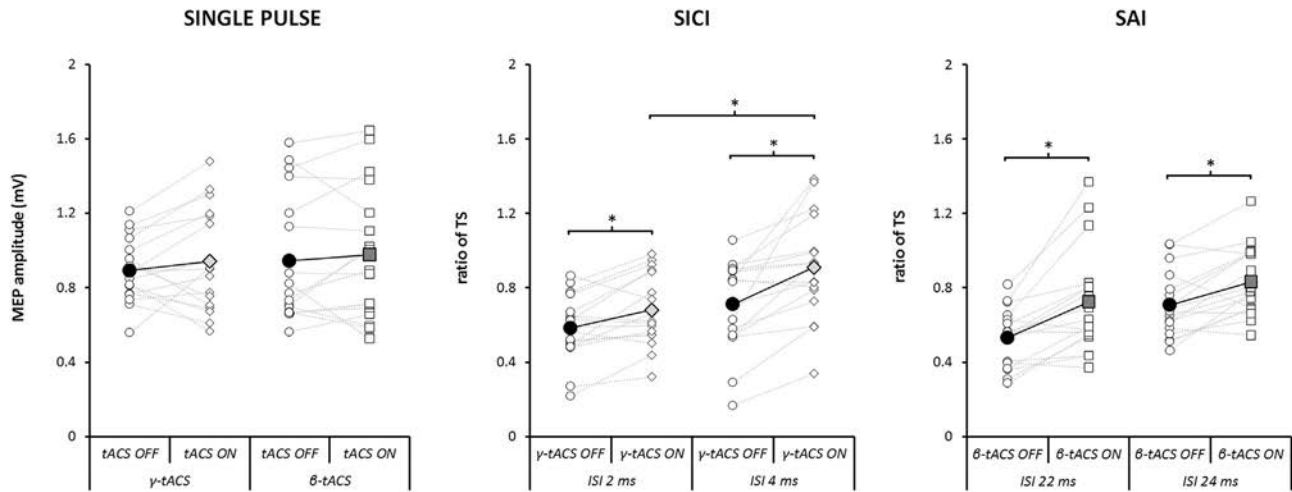 SINGLE PULSE
MEP amplitude (mV)
2
1.6
1.2
0.8
0.4
0
tACS OFF
tACS ON
tACS OFF
tACS ON
γ-tACS
β-tACS
SICI
ratio of TS
2
1.6
1.2
0.8
0.4
0
*
*
*
γ-tACS OFF
γ-tACS ON
γ-tACS OFF
γ-tACS ON
ISI 2 ms
ISI 4 ms
SAI
ratio of TS
2
1.6
1.2
0.8
0.4
0
*
*
β-tACS OFF
β-tACS ON
β-tACS OFF
β-tACS ON
ISI 22 ms
ISI 24 ms